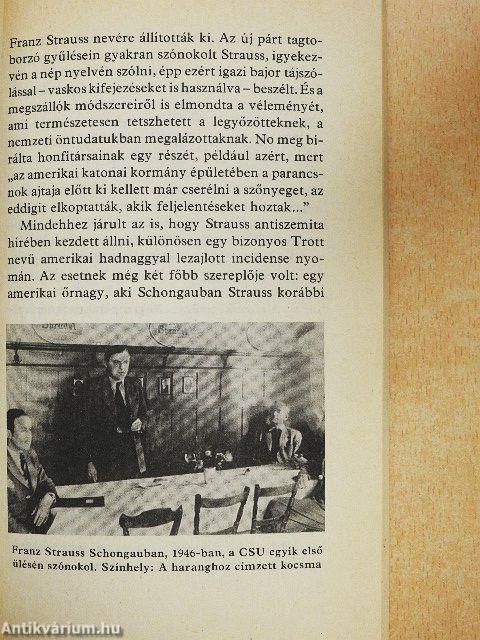 Franz Strauss nevére állították ki. Az új párt tagto-
borzó gyűlésein gyakran szónokolt Strauss, igyekez-
vén a nép nyelvén szólni, épp ezért igazi bajor tájszó-
lással – vaskos kifejezéseket is használva – beszélt. És a
megszállók módszereiről is elmondta a véleményét,
ami természetesen tetszhetett a legyőzötteknek, a
nemzeti öntudatukban megalázottaknak. No meg bí-
rálta honfitársainak egy részét, például azért, mert
„az amerikai katonai kormány épületében a parancs-
nok ajtaja előtt ki kellett már cserélni a szőnyeget, az
eddigit elkoptatták, akik feljelentéseket hoztak..."
Mindehhez járult az is, hogy Strauss antiszemita
hírében kezdett állni, különösen egy bizonyos Trott
nevű amerikai hadnaggyal lezajlott incidense nyo-
mán. Az esetnek még két főbb szereplője volt: egy
amerikai őrnagy, aki Schongauban Strauss korábbi
Franz Strauss Schongauban, 1946-ban, a CSU egyik első
ülésén szónokol. Színhely: A haranghoz címzett kocsma
Antikvárium.hu